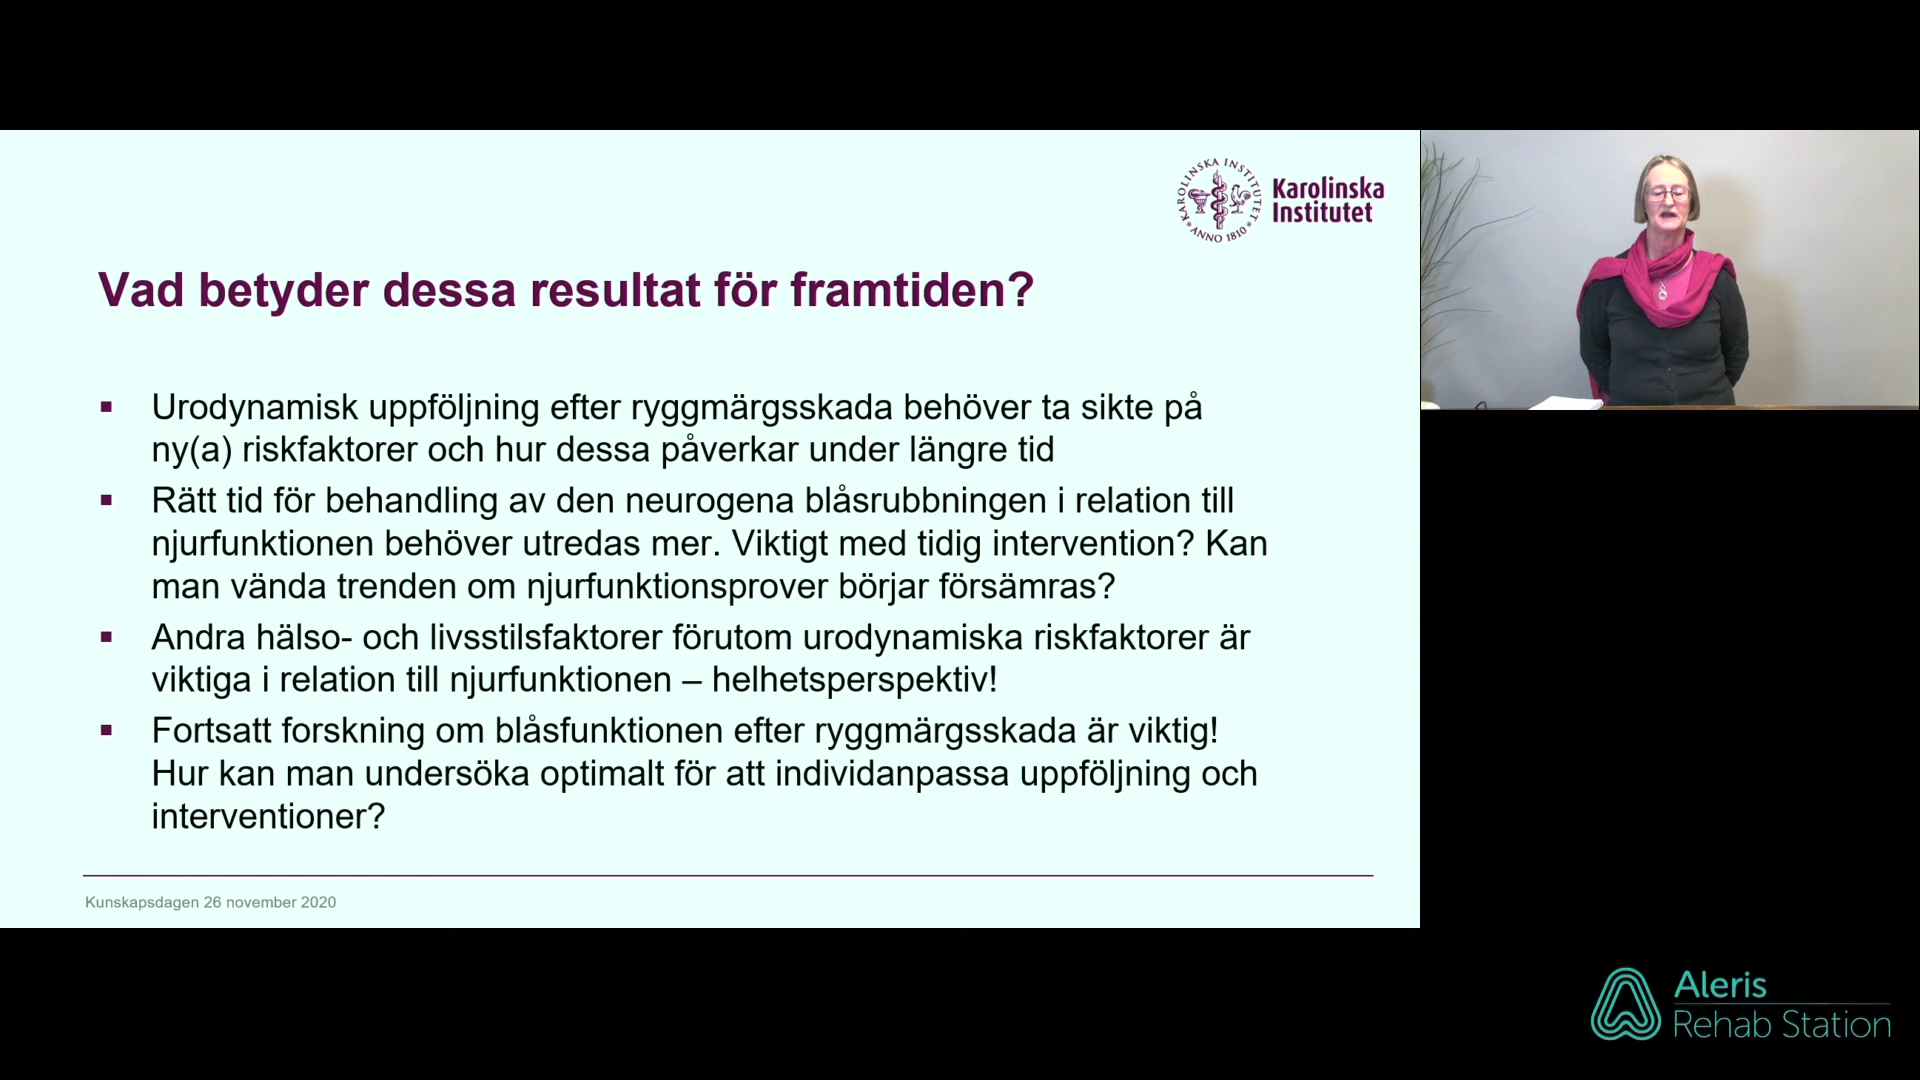 KAROLINSKA INSTITUTET
ANNO 1810
Karolinska
Institutet
Vad betyder dessa resultat för framtiden?
▪ Urodynamisk uppföljning efter ryggmärgsskada behöver ta sikte på
ny(a) riskfaktorer och hur dessa påverkar under längre tid
▪ Rätt tid för behandling av den neurogena blåsrubbningen i relation till
njurfunktionen behöver utredas mer. Viktigt med tidig intervention? Kan
man vända trenden om njurfunktionsprover börjar försämras?
▪ Andra hälso- och livsstilsfaktorer förutom urodynamiska riskfaktorer är
viktiga i relation till njurfunktionen – helhetsperspektiv!
▪ Fortsatt forskning om blåsfunktionen efter ryggmärgsskada är viktig!
Hur kan man undersöka optimalt för att individanpassa uppföljning och
interventioner?
Kunskapsdagen 26 november 2020
Aleris
Rehab Station